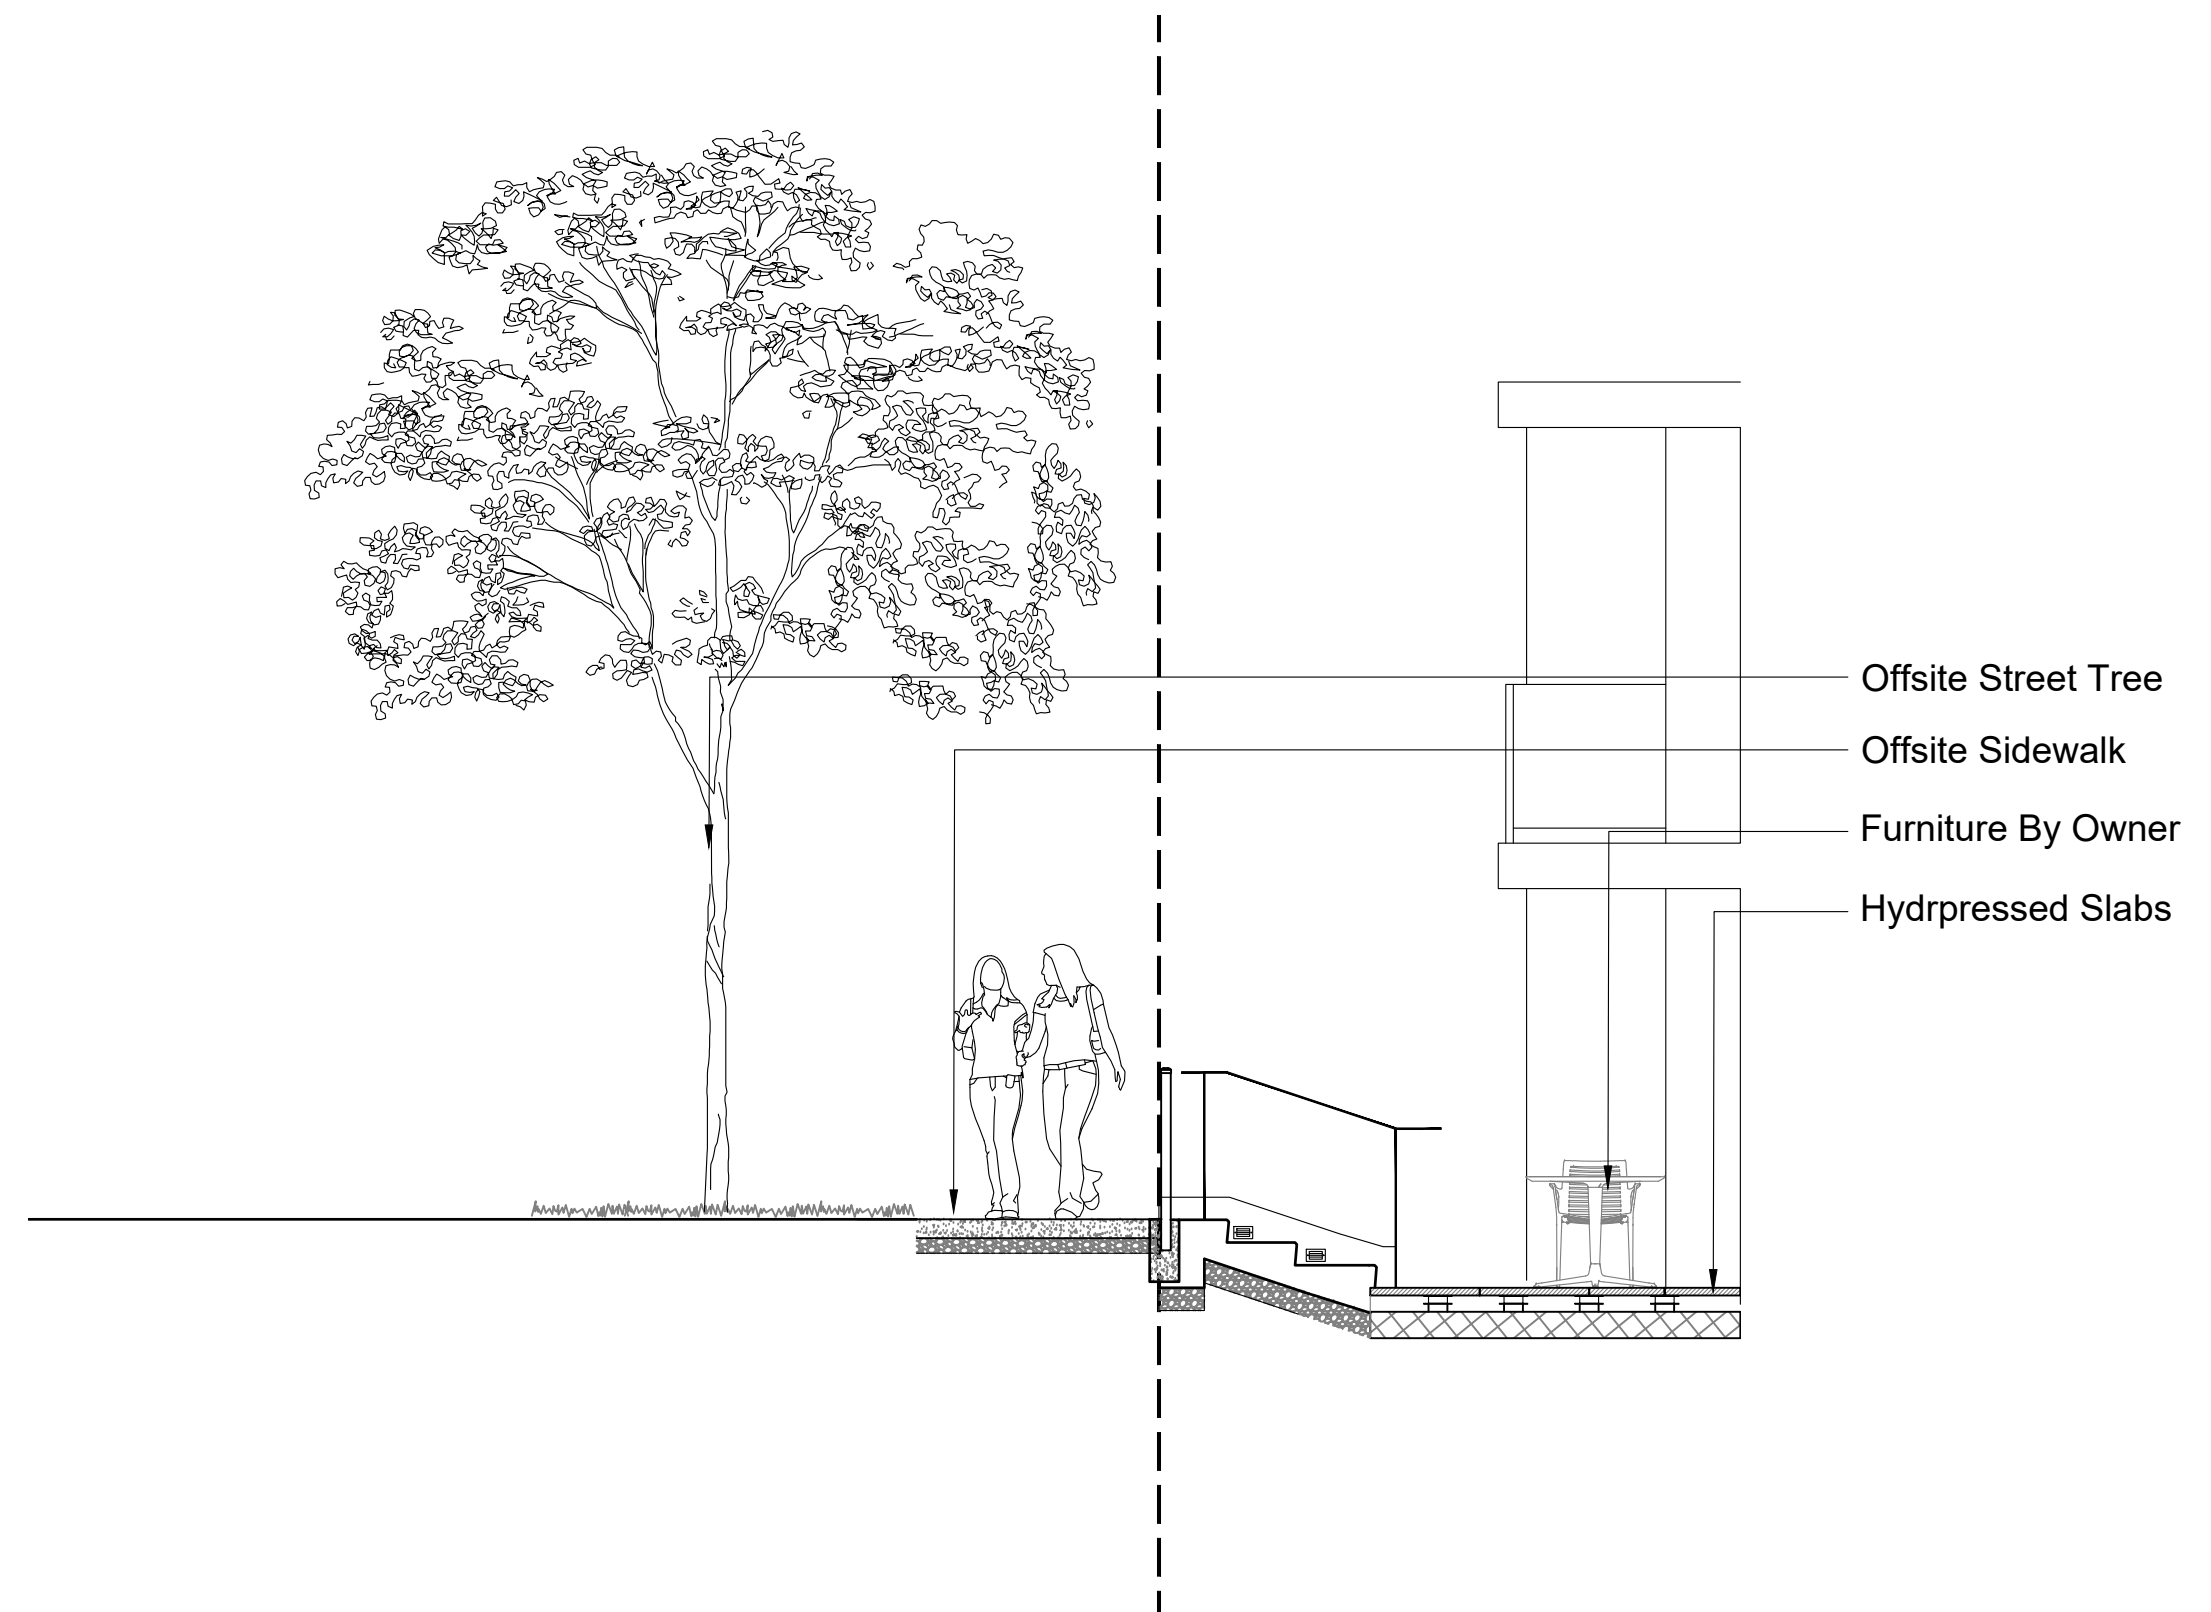 Offsite Street Tree
Offsite Sidewalk
Furniture By Owner
Hydrpressed Slabs